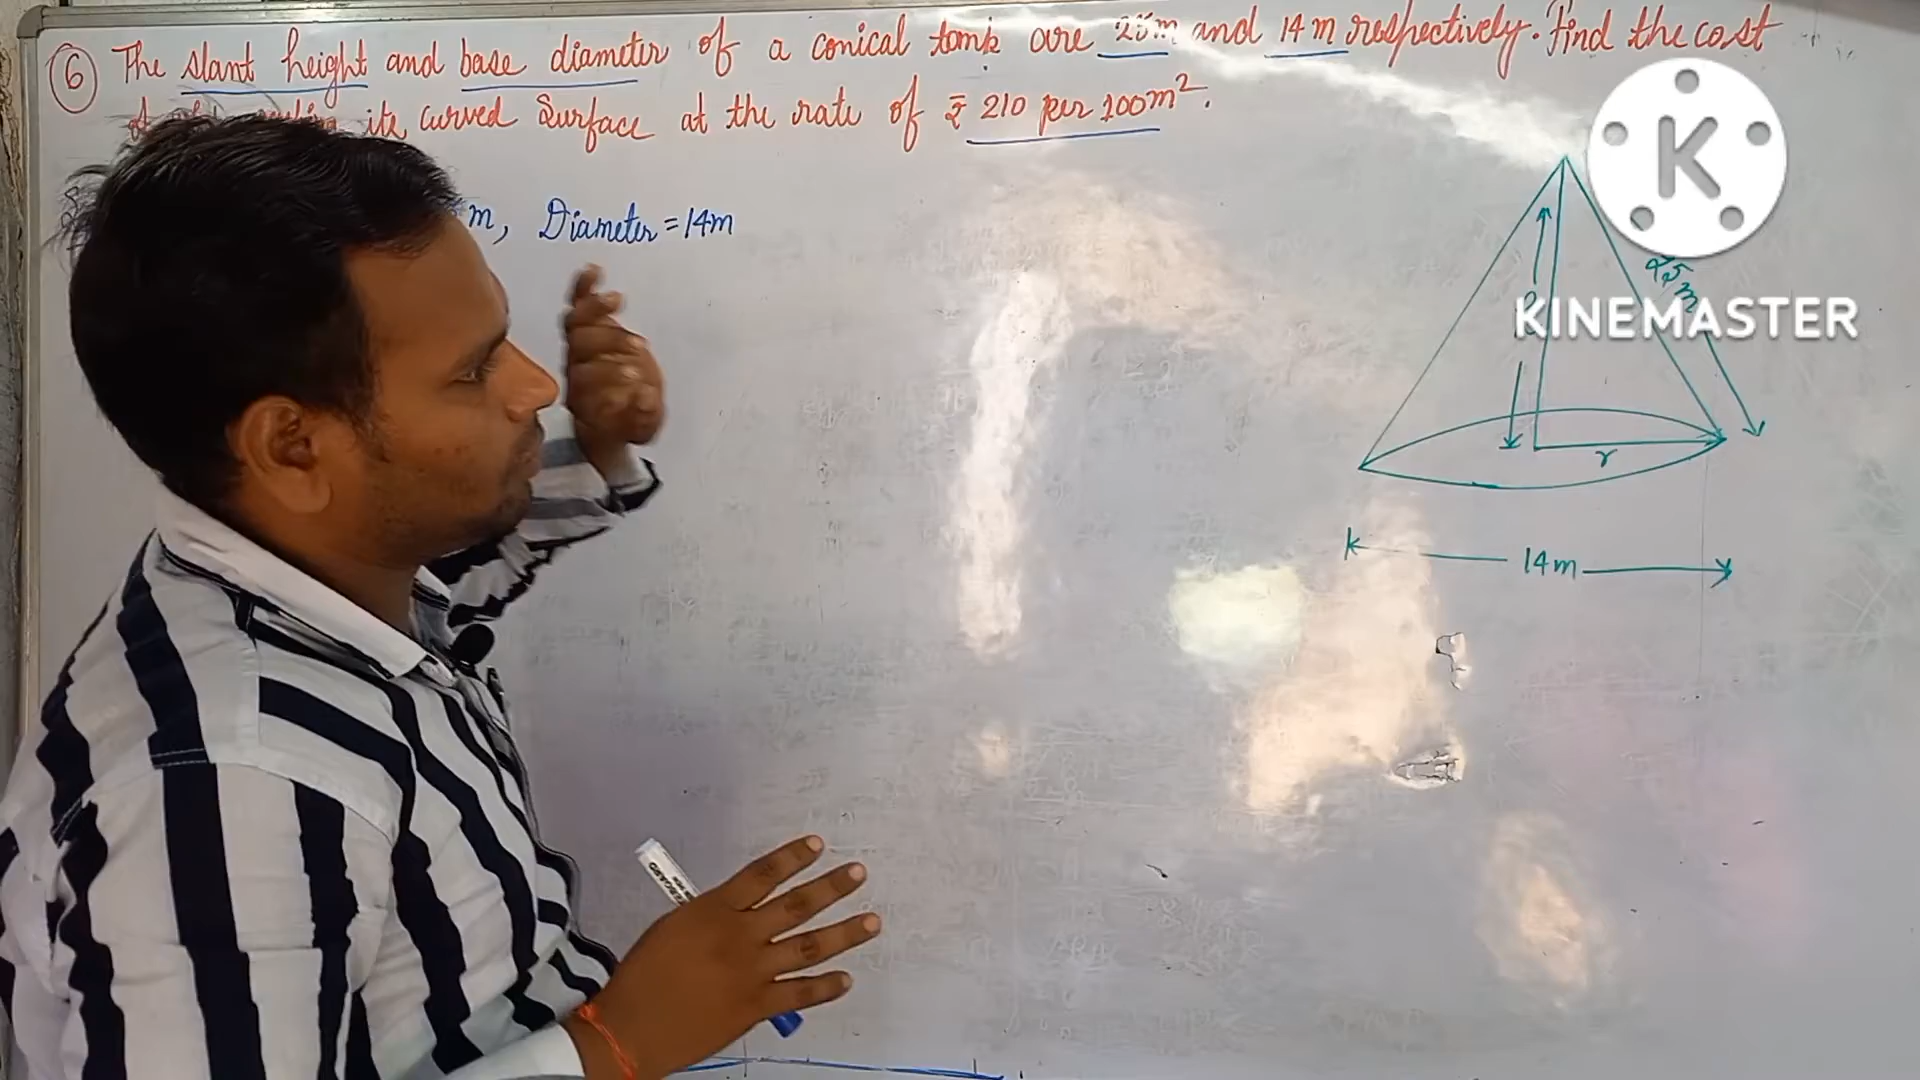 6 The slant height and base diameter of a conical tank are 25m and 14m respectively. Find the cost
of its curved Surface at the rate of ₹ 210 per 100m².
m, Diameter = 14m
K
KINEMASTER
25m
r
14m